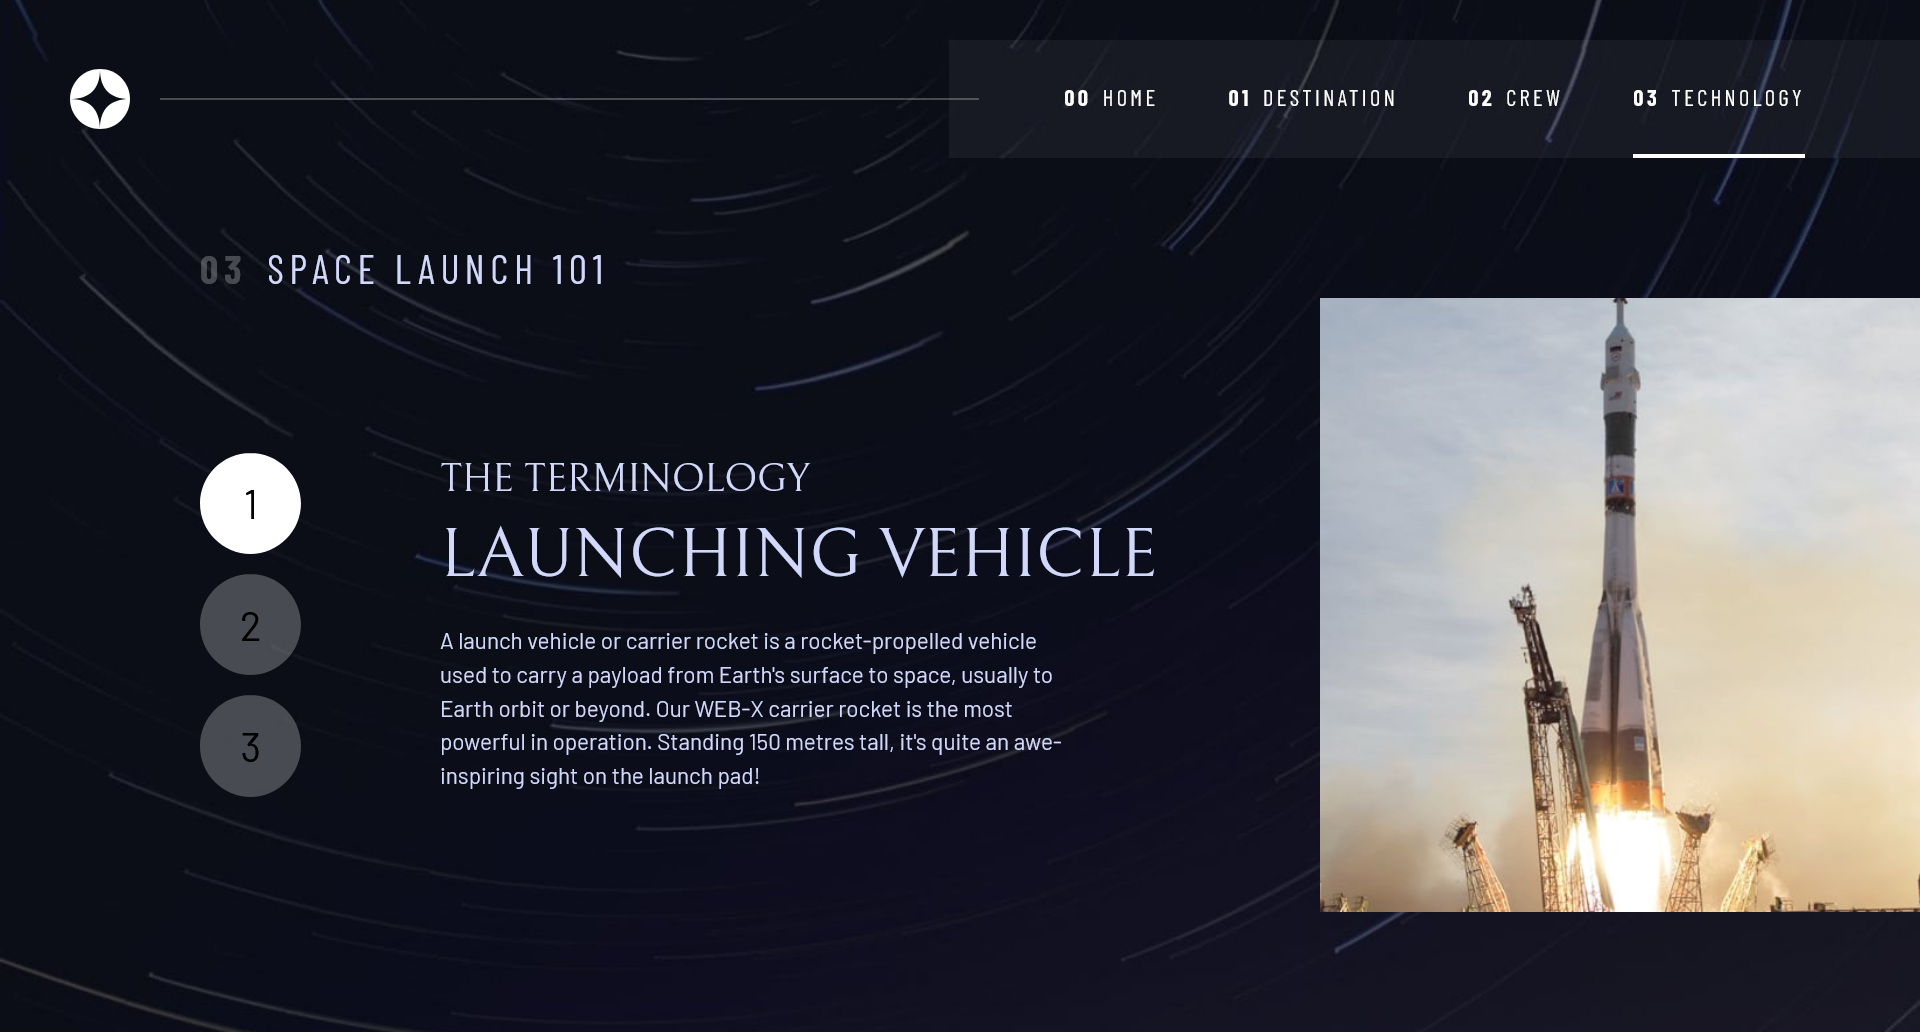 00 HOME 01 DESTINATION 02 CREW 03 TECHNOLOGY
03 SPACE LAUNCH 101
1
2
3
THE TERMINOLOGY
LAUNCHING VEHICLE
A launch vehicle or carrier rocket is a rocket-propelled vehicle
used to carry a payload from Earth's surface to space, usually to
Earth orbit or beyond. Our WEB-X carrier rocket is the most
powerful in operation. Standing 150 metres tall, it's quite an awe-
inspiring sight on the launch pad!